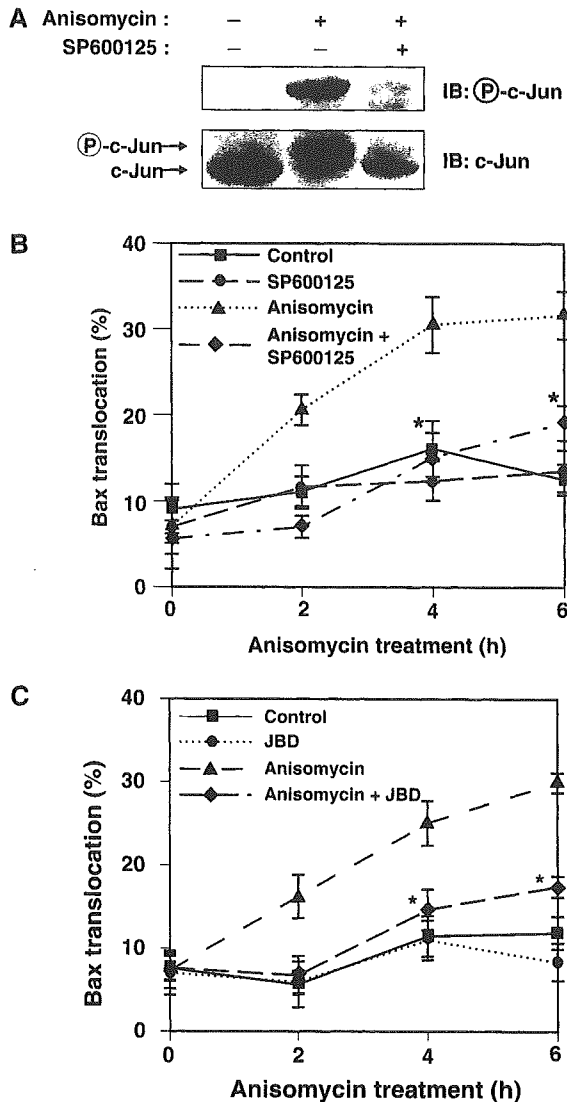 A
Anisomycin : – + +
SP600125 : – – +
IB: Ⓟ-c-Jun
Ⓟ-c-Jun→
c-Jun→
IB: c-Jun
B
40
30
20
10
0
Bax translocation (%)
Control
SP600125
Anisomycin
Anisomycin +
SP600125
*
*
0 2 4 6
Anisomycin treatment (h)
C
40
30
20
10
0
Bax translocation (%)
Control
JBD
Anisomycin
Anisomycin + JBD
*
*
0 2 4 6
Anisomycin treatment (h)